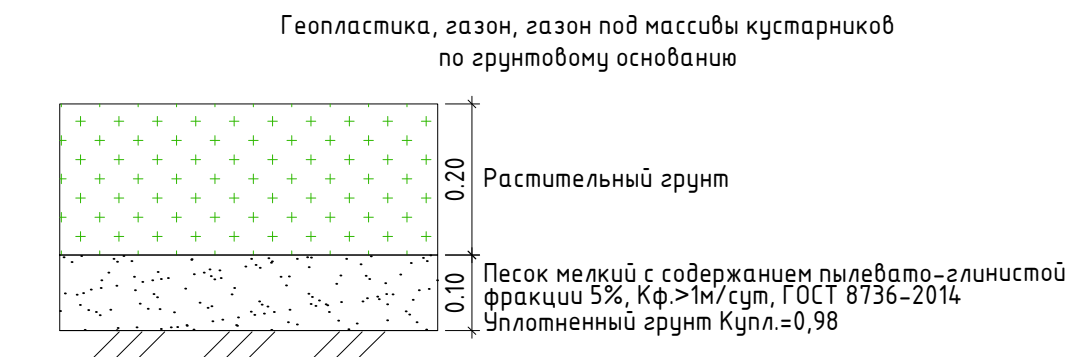 Геопластика, газон, газон под массивы кустарников
по грунтовому основанию
0.20
Растительный грунт
0.10
Песок мелкий с содержанием пылевато-глинистой
фракции 5%, Кф.>1м/сут, ГОСТ 8736-2014
Уплотненный грунт Купл.=0,98